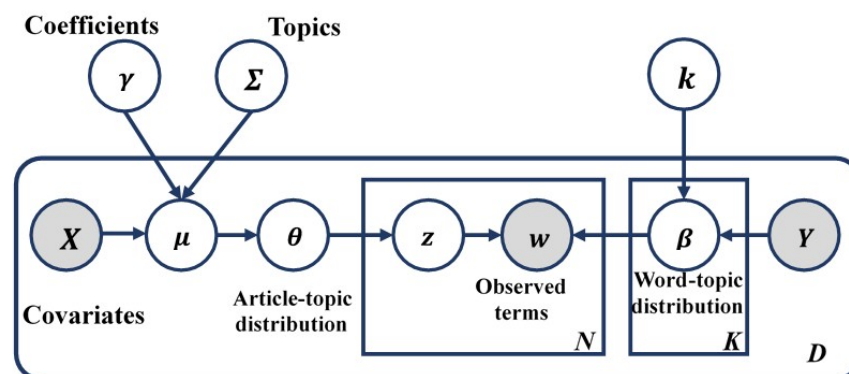 Coefficients
Topics
γ
Σ
k
X
μ
θ
z
w
β
Y
Covariates
Article-topic
distribution
Observed
terms
Word-topic
distribution
N
K
D